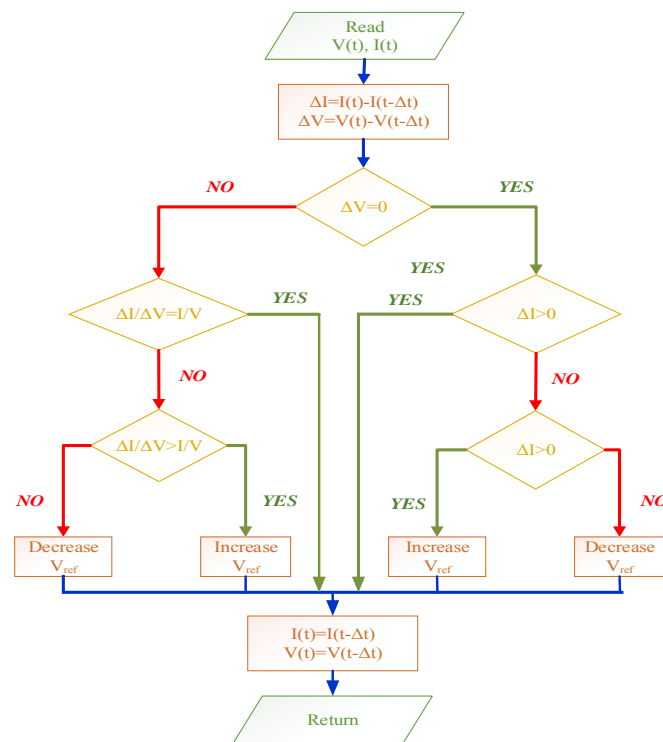 Read
V(t), I(t)
ΔI=I(t)-I(t-Δt)
ΔV=V(t)-V(t-Δt)
NO
YES
ΔV=0
YES
YES
YES
ΔI/ΔV=I/V
ΔI>0
NO
NO
ΔI/ΔV>I/V
ΔI>0
NO
YES
YES
NO
Decrease
Vref
Increase
Vref
Increase
Vref
Decrease
Vref
I(t)=I(t-Δt)
V(t)=V(t-Δt)
Return